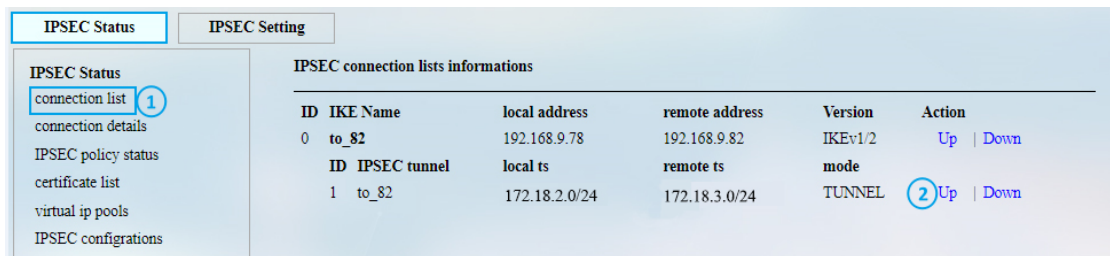 IPSEC Status IPSEC Setting
IPSEC Status
connection list 1
connection details
IPSEC policy status
certificate list
virtual ip pools
IPSEC configrations
IPSEC connection lists informations
ID IKE Name local address remote address Version Action
0 to_82 192.168.9.78 192.168.9.82 IKEv1/2 Up | Down
ID IPSEC tunnel local ts remote ts mode
1 to_82 172.18.2.0/24 172.18.3.0/24 TUNNEL 2 Up | Down